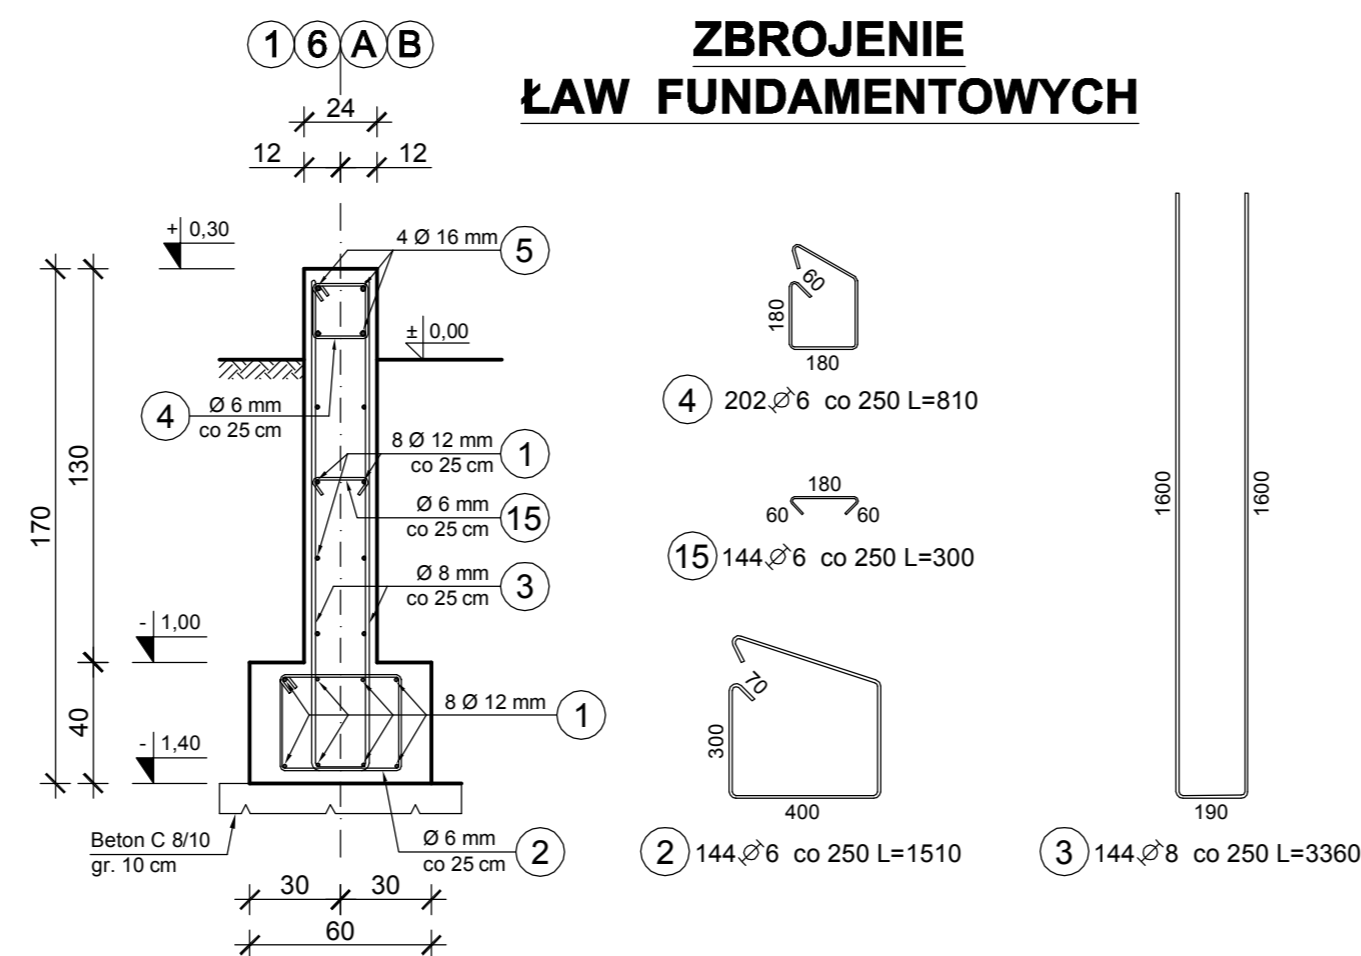 1 6 A B
ZBROJENIE
ŁAW FUNDAMENTOWYCH
24
12 12
+ 0,30
4 Ø 16 mm
5
± 0,00
4
Ø 6 mm
co 25 cm
8 Ø 12 mm
co 25 cm
1
Ø 6 mm
co 25 cm
15
Ø 8 mm
co 25 cm
3
130
170
- 1,00
40
- 1,40
8 Ø 12 mm
1
Beton C 8/10
gr. 10 cm
Ø 6 mm
co 25 cm
2
30 30
60
60
180
180
4 202 Ø 6 co 250 L=810
180
60 60
15 144 Ø 6 co 250 L=300
70
300
400
2 144 Ø 6 co 250 L=1510
1600 1600
190
3 144 Ø 8 co 250 L=3360